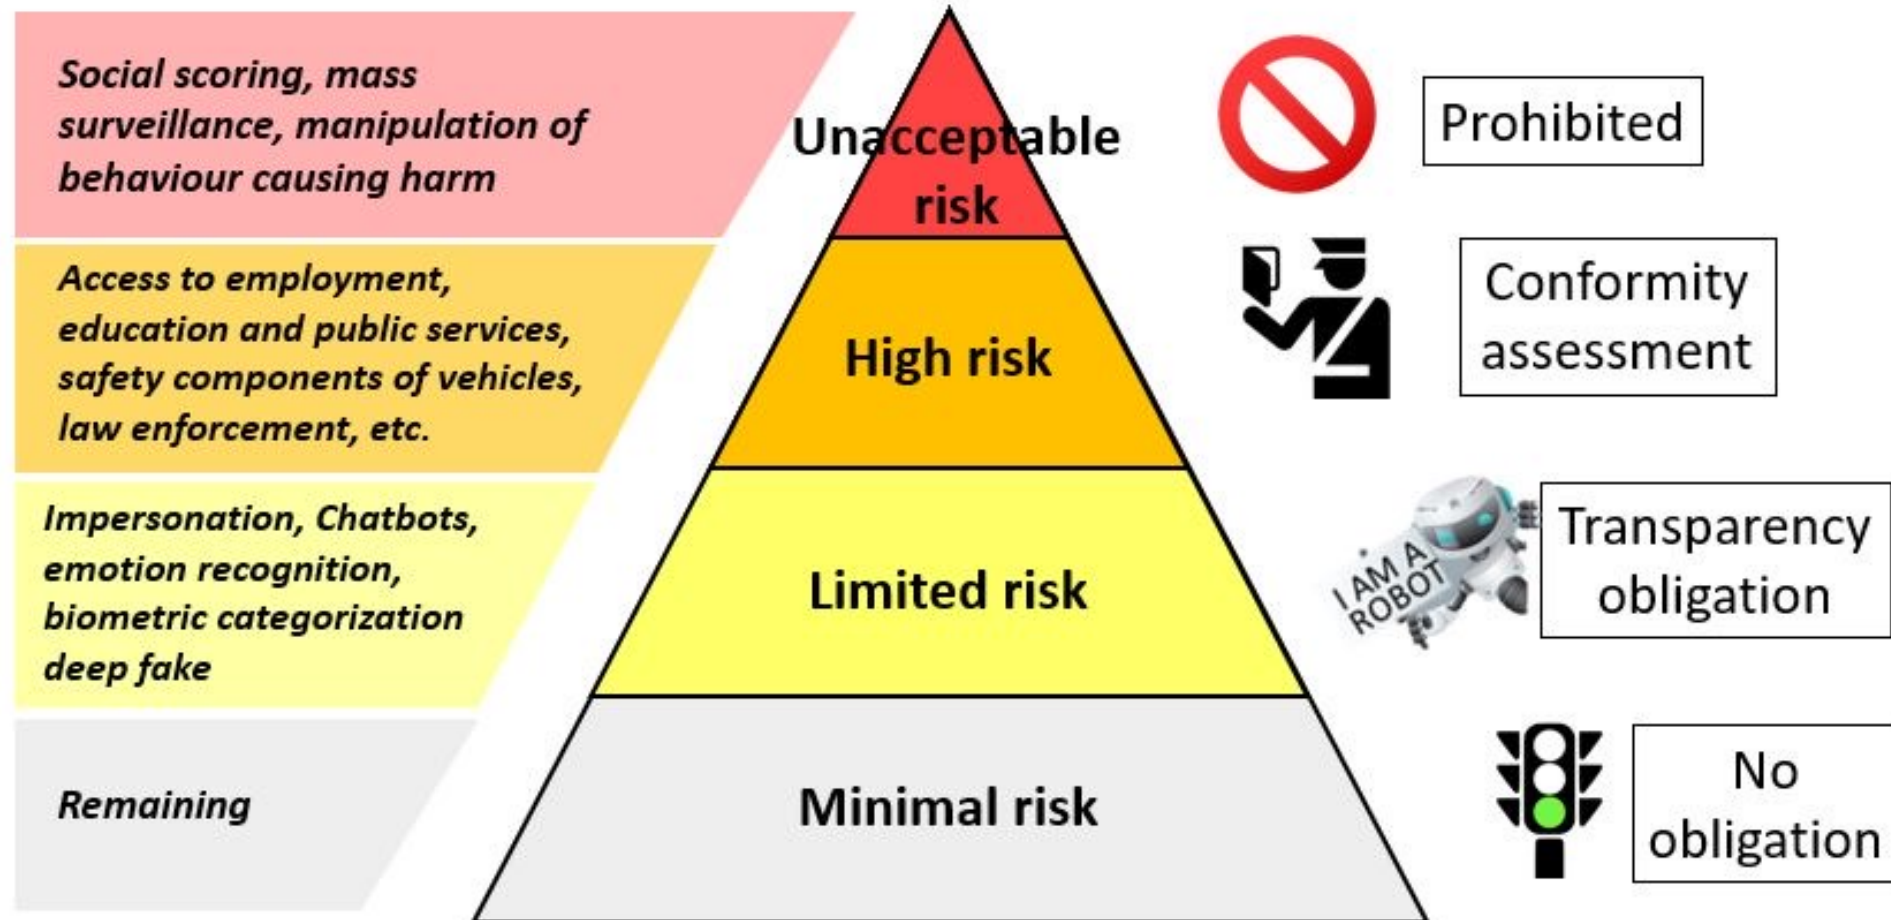 Social scoring, mass
surveillance, manipulation of
behaviour causing harm
Unacceptable
risk
Prohibited
Access to employment,
education and public services,
safety components of vehicles,
law enforcement, etc.
High risk
Conformity
assessment
Impersonation, Chatbots,
emotion recognition,
biometric categorization
deep fake
Limited risk
I AM A
ROBOT
Transparency
obligation
Remaining
Minimal risk
No
obligation